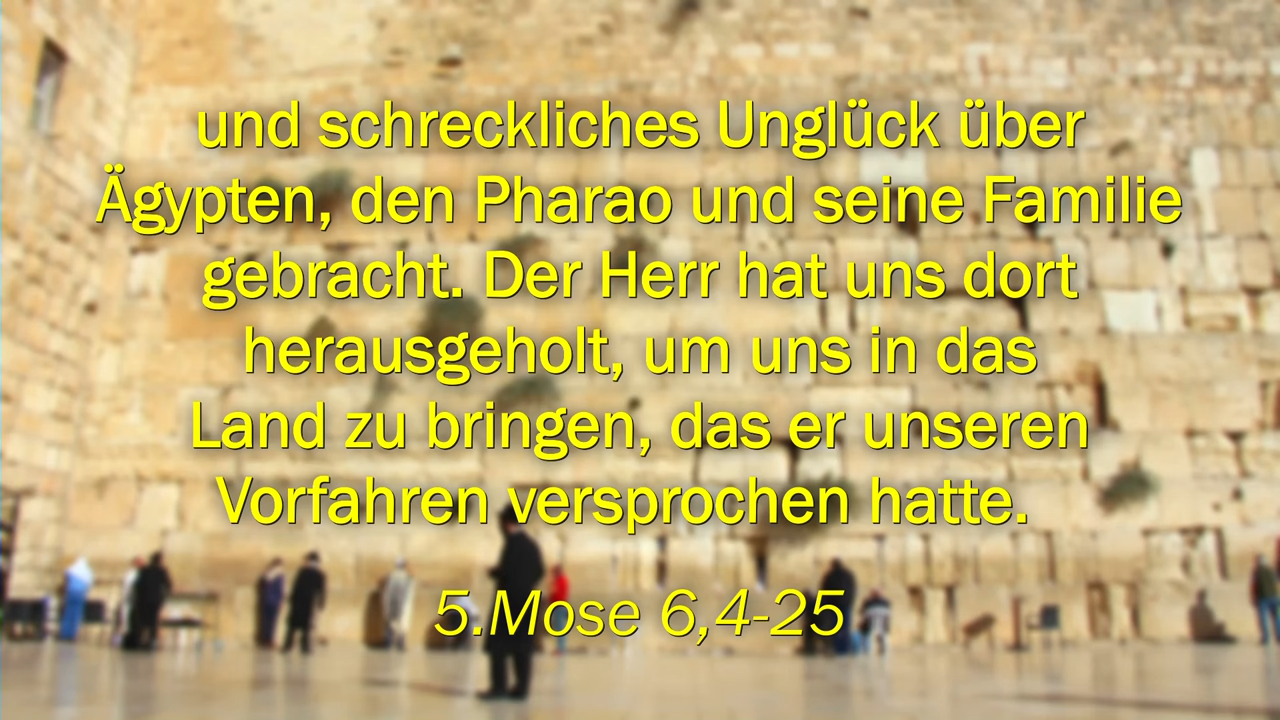 und schreckliches Unglück über
Ägypten, den Pharao und seine Familie
gebracht. Der Herr hat uns dort
herausgeholt, um uns in das
Land zu bringen, das er unseren
Vorfahren versprochen hatte.
5.Mose 6,4-25